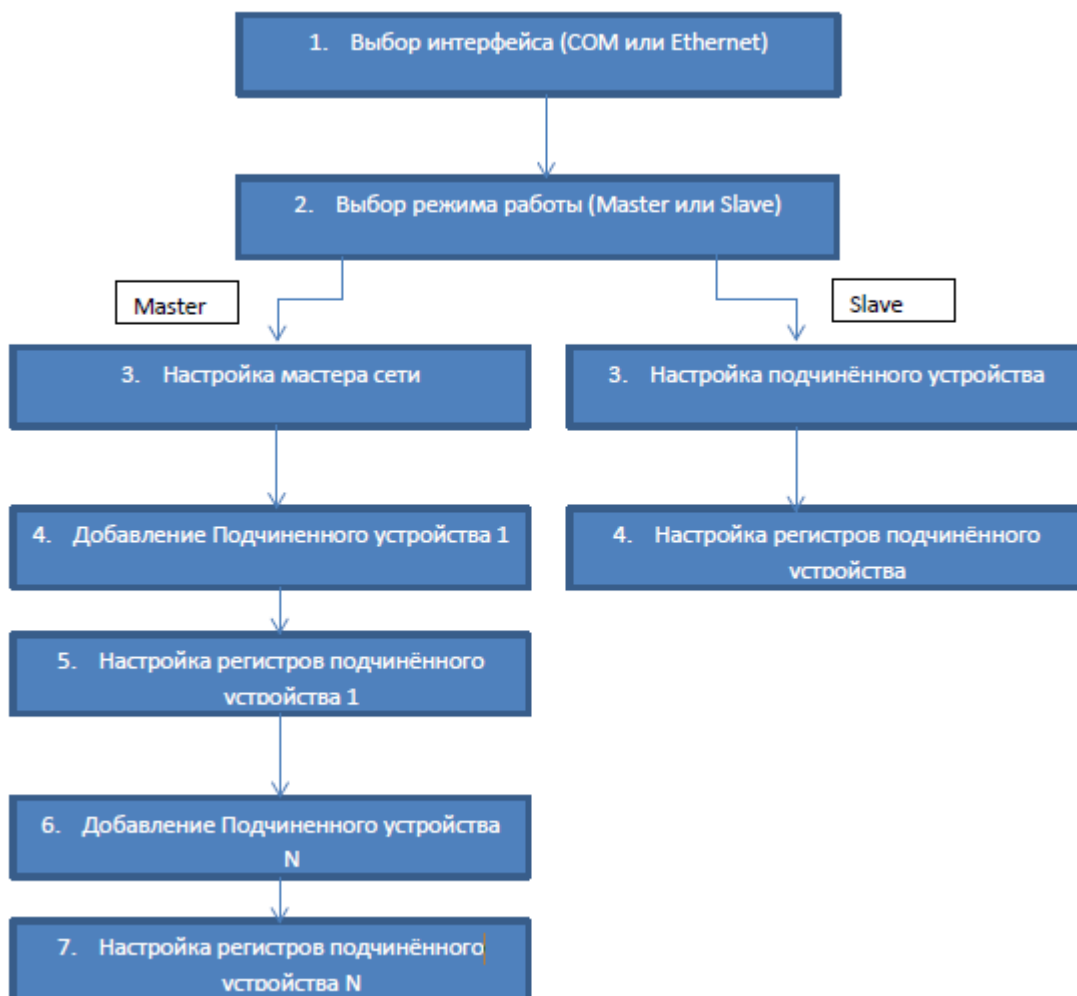 1. Выбор интерфейса (COM или Ethernet)
2. Выбор режима работы (Master или Slave)
Master
Slave
3. Настройка мастера сети
3. Настройка подчинённого устройства
4. Добавление Подчиненного устройства 1
4. Настройка регистров подчинённого
устройства
5. Настройка регистров подчинённого
устройства 1
6. Добавление Подчиненного устройства
N
7. Настройка регистров подчинённого
устройства N